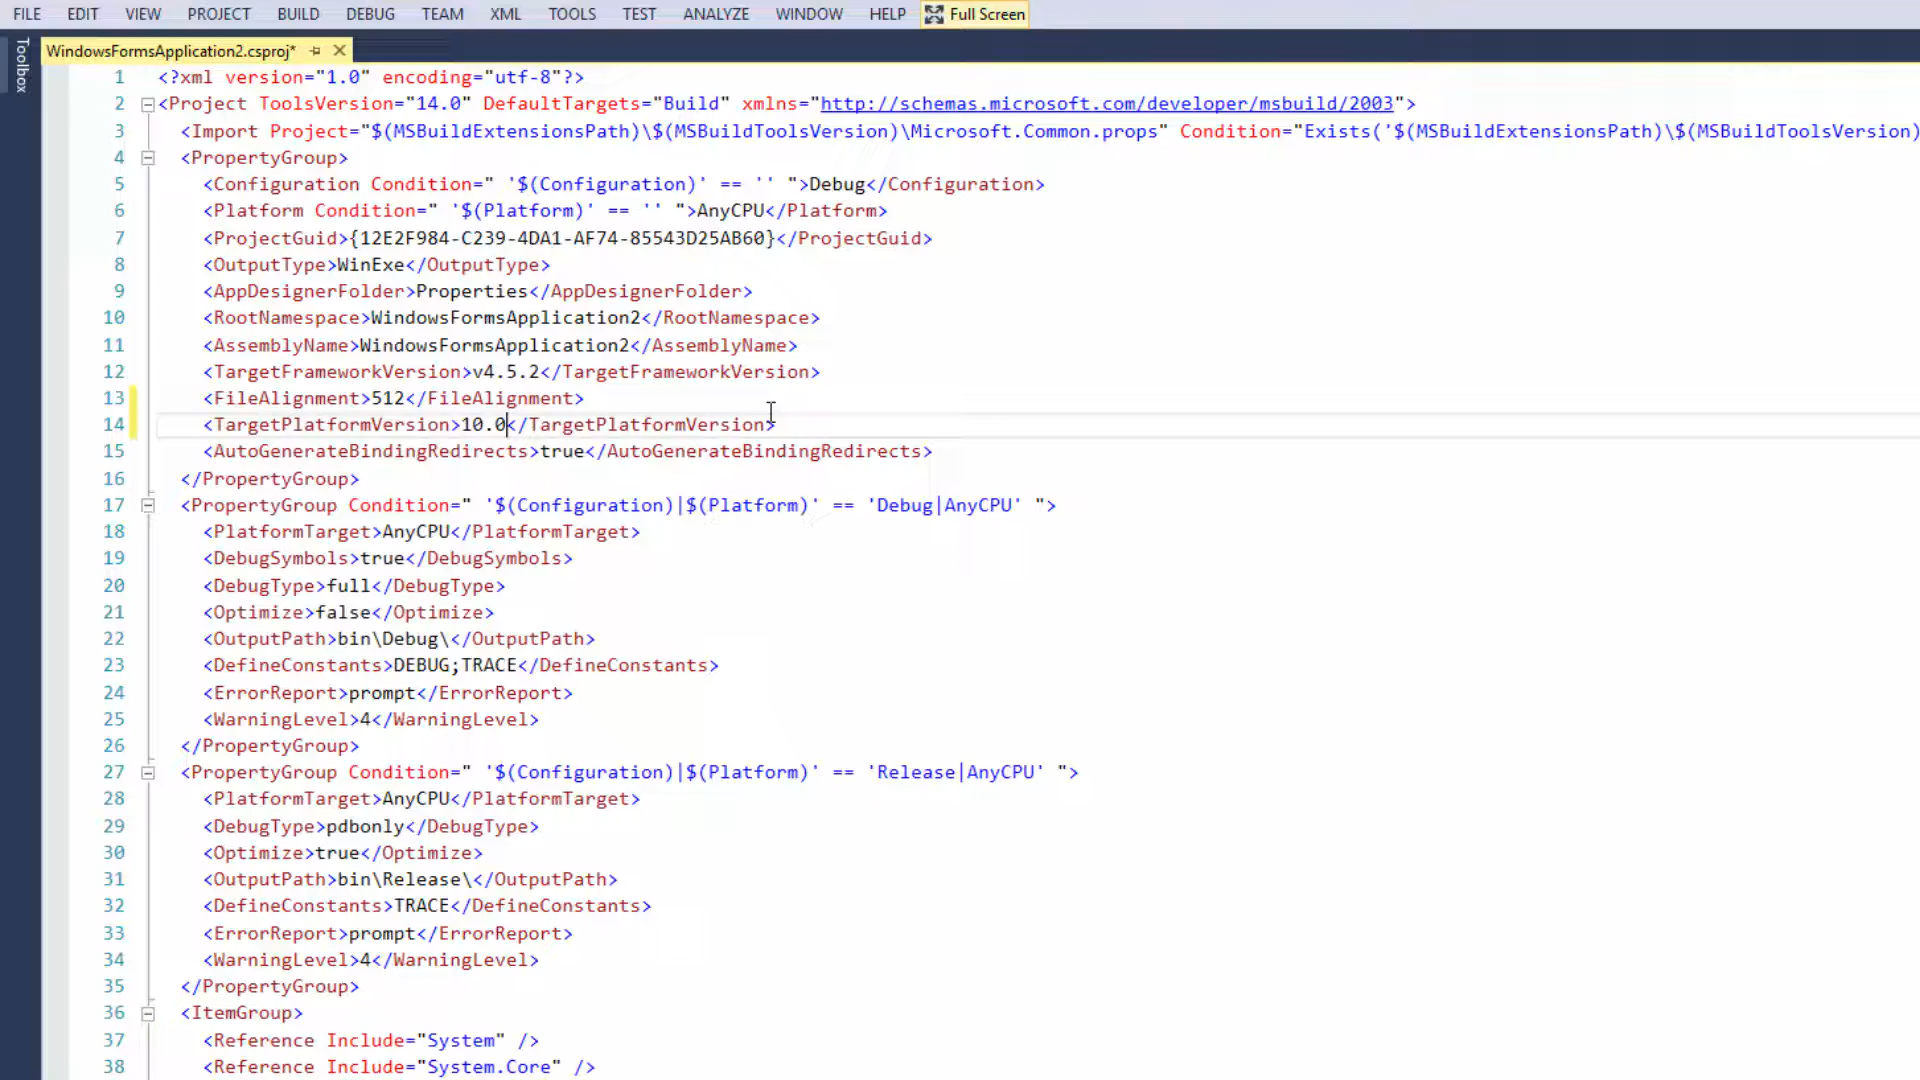 FILE EDIT VIEW PROJECT BUILD DEBUG TEAM XML TOOLS TEST ANALYZE WINDOW HELP Full Screen
Toolbox
WindowsFormsApplication2.csproj*
1 <?xml version="1.0" encoding="utf-8"?>
2 <Project ToolsVersion="14.0" DefaultTargets="Build" xmlns="http://schemas.microsoft.com/developer/msbuild/2003">
3 <Import Project="$(MSBuildExtensionsPath)\$(MSBuildToolsVersion)\Microsoft.Common.props" Condition="Exists('$(MSBuildExtensionsPath)\$(MSBuildToolsVersion)
4 <PropertyGroup>
5 <Configuration Condition=" '$(Configuration)' == '' ">Debug</Configuration>
6 <Platform Condition=" '$(Platform)' == '' ">AnyCPU</Platform>
7 <ProjectGuid>{12E2F984-C239-4DA1-AF74-85543D25AB60}</ProjectGuid>
8 <OutputType>WinExe</OutputType>
9 <AppDesignerFolder>Properties</AppDesignerFolder>
10 <RootNamespace>WindowsFormsApplication2</RootNamespace>
11 <AssemblyName>WindowsFormsApplication2</AssemblyName>
12 <TargetFrameworkVersion>v4.5.2</TargetFrameworkVersion>
13 <FileAlignment>512</FileAlignment>
14 <TargetPlatformVersion>10.0</TargetPlatformVersion>
15 <AutoGenerateBindingRedirects>true</AutoGenerateBindingRedirects>
16 </PropertyGroup>
17 <PropertyGroup Condition=" '$(Configuration)|$(Platform)' == 'Debug|AnyCPU' ">
18 <PlatformTarget>AnyCPU</PlatformTarget>
19 <DebugSymbols>true</DebugSymbols>
20 <DebugType>full</DebugType>
21 <Optimize>false</Optimize>
22 <OutputPath>bin\Debug\</OutputPath>
23 <DefineConstants>DEBUG;TRACE</DefineConstants>
24 <ErrorReport>prompt</ErrorReport>
25 <WarningLevel>4</WarningLevel>
26 </PropertyGroup>
27 <PropertyGroup Condition=" '$(Configuration)|$(Platform)' == 'Release|AnyCPU' ">
28 <PlatformTarget>AnyCPU</PlatformTarget>
29 <DebugType>pdbonly</DebugType>
30 <Optimize>true</Optimize>
31 <OutputPath>bin\Release\</OutputPath>
32 <DefineConstants>TRACE</DefineConstants>
33 <ErrorReport>prompt</ErrorReport>
34 <WarningLevel>4</WarningLevel>
35 </PropertyGroup>
36 <ItemGroup>
37 <Reference Include="System" />
38 <Reference Include="System.Core" />